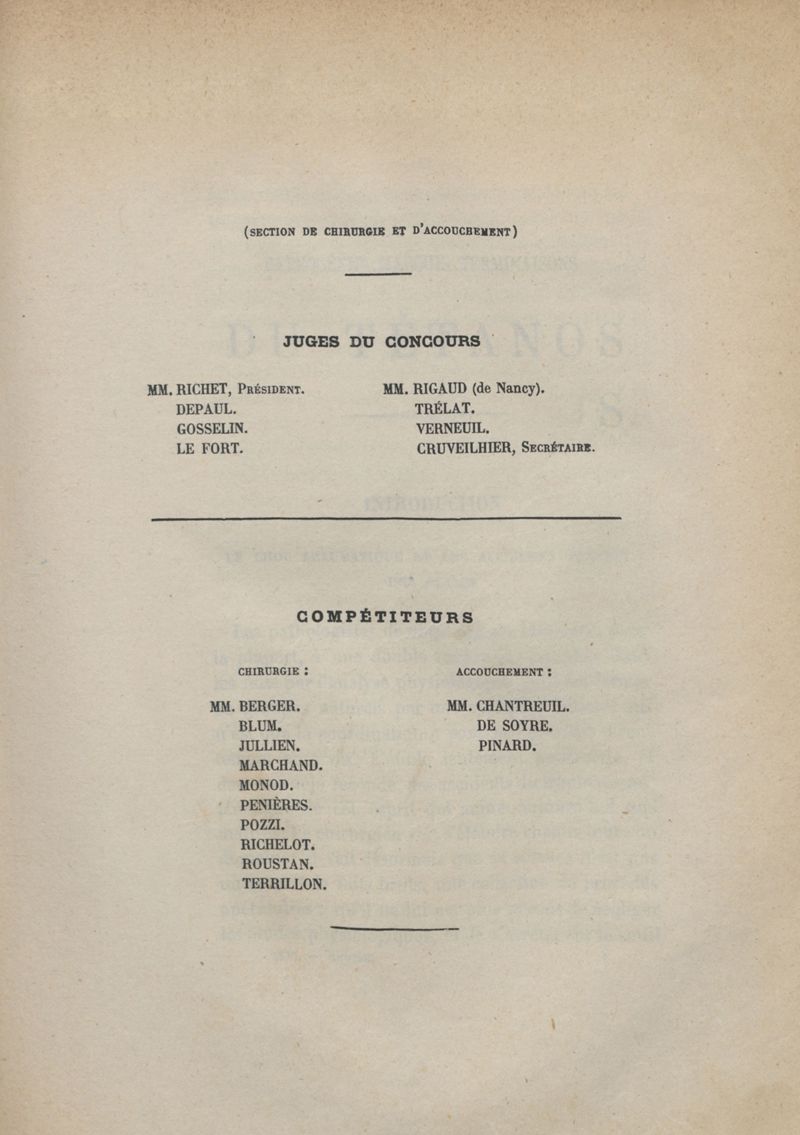 (SECTION DE CHIRURGIE ET D'ACCOUCHEMENT)
JUGES DU CONCOURS
MM. RICHET, PRÉSIDENT.
DEPAUL.
GOSSELIN.
LE FORT.
MM. RIGAUD (de Nancy).
TRÉLAT.
VERNEUIL.
CRUVEILHIER, SECRÉTAIRE.
COMPÉTITEURS
CHIRURGIE :
MM. BERGER.
BLUM.
JULLIEN.
MARCHAND.
MONOD.
PENIÈRES.
POZZI.
RICHELOT.
ROUSTAN.
TERRILLON.
ACCOUCHEMENT :
MM. CHANTREUIL.
DE SOYRE.
PINARD.